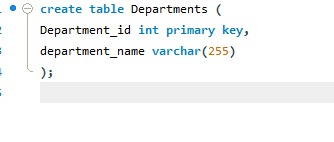 create table Departments (
Department_id int primary key,
department_name varchar(255)
);